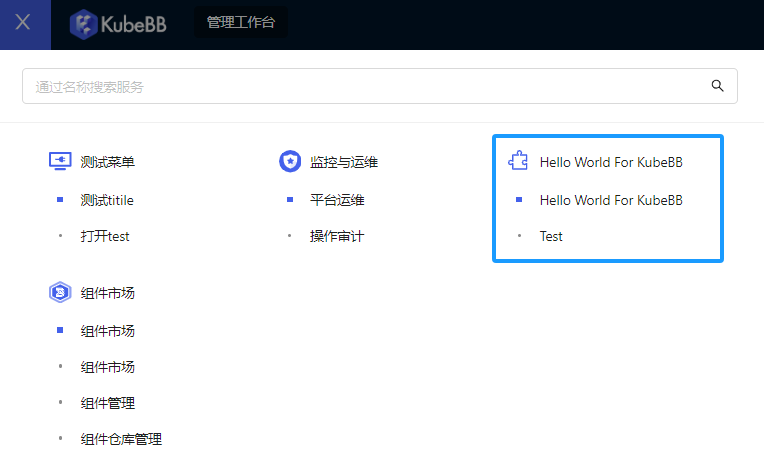 KubeBB 管理工作台
通过名称搜索服务
测试菜单
测试titile
打开test
监控与运维
平台运维
操作审计
Hello World For KubeBB
Hello World For KubeBB
Test
组件市场
组件市场
组件市场
组件管理
组件仓库管理